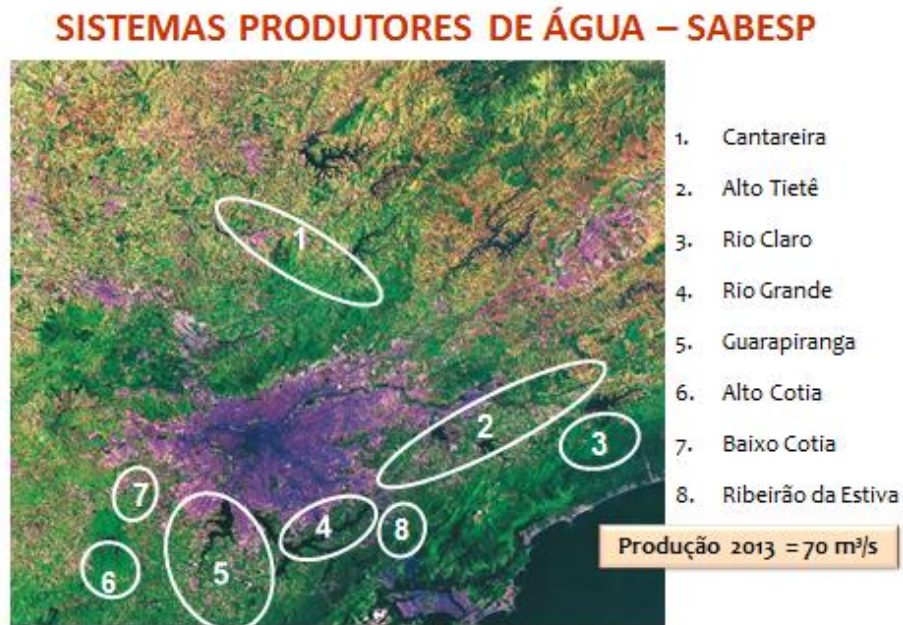 SISTEMAS PRODUTORES DE ÁGUA – SABESP
1. Cantareira
2. Alto Tietê
3. Rio Claro
4. Rio Grande
5. Guarapiranga
6. Alto Cotia
7. Baixo Cotia
8. Ribeirão da Estiva
Produção 2013 = 70 m³/s
1
2
3
4
8
7
5
6